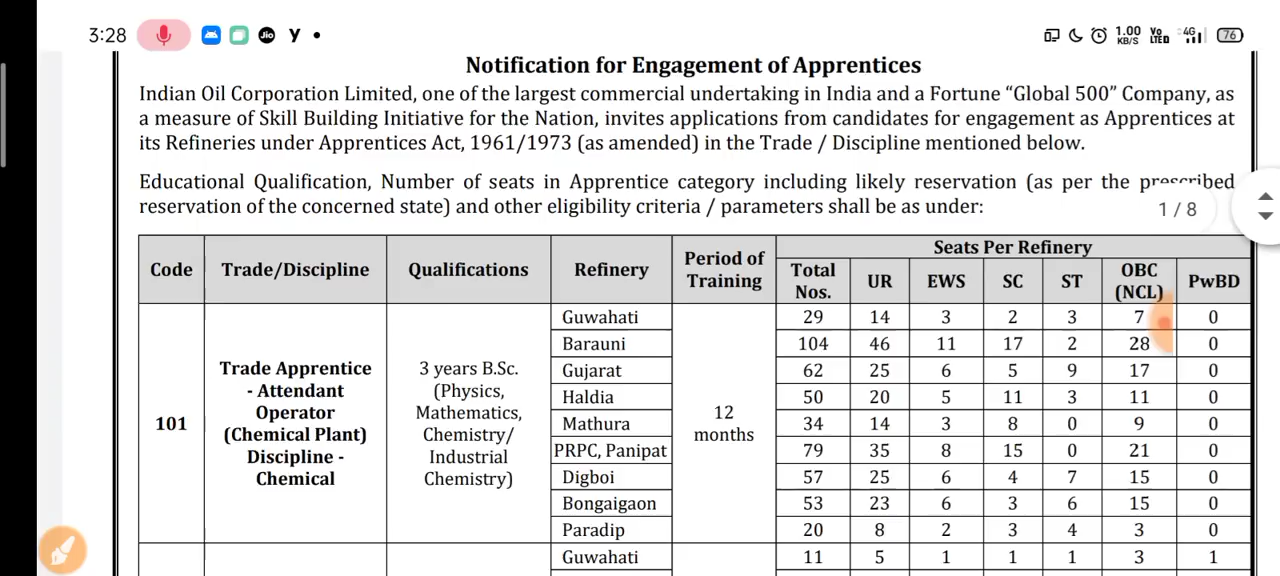 3:28 Jio y 1.00 KB/S Vo LTED 4G 76
Notification for Engagement of Apprentices
Indian Oil Corporation Limited, one of the largest commercial undertaking in India and a Fortune “Global 500” Company, as
a measure of Skill Building Initiative for the Nation, invites applications from candidates for engagement as Apprentices at
its Refineries under Apprentices Act, 1961/1973 (as amended) in the Trade / Discipline mentioned below.
Educational Qualification, Number of seats in Apprentice category including likely reservation (as per the prescribed
reservation of the concerned state) and other eligibility criteria / parameters shall be as under:
1 / 8
Seats Per Refinery
Code Trade/Discipline Qualifications Refinery Period of Training Total Nos. UR EWS SC ST OBC (NCL) PwBD
101
Trade Apprentice
- Attendant
Operator
(Chemical Plant)
Discipline -
Chemical
3 years B.Sc.
(Physics,
Mathematics,
Chemistry/
Industrial
Chemistry)
12
months
Guwahati 29 14 3 2 3 7 0
Barauni 104 46 11 17 2 28 0
Gujarat 62 25 6 5 9 17 0
Haldia 50 20 5 11 3 11 0
Mathura 34 14 3 8 0 9 0
PRPC, Panipat 79 35 8 15 0 21 0
Digboi 57 25 6 4 7 15 0
Bongaigaon 53 23 6 3 6 15 0
Paradip 20 8 2 3 4 3 0
Guwahati 11 5 1 1 1 3 1